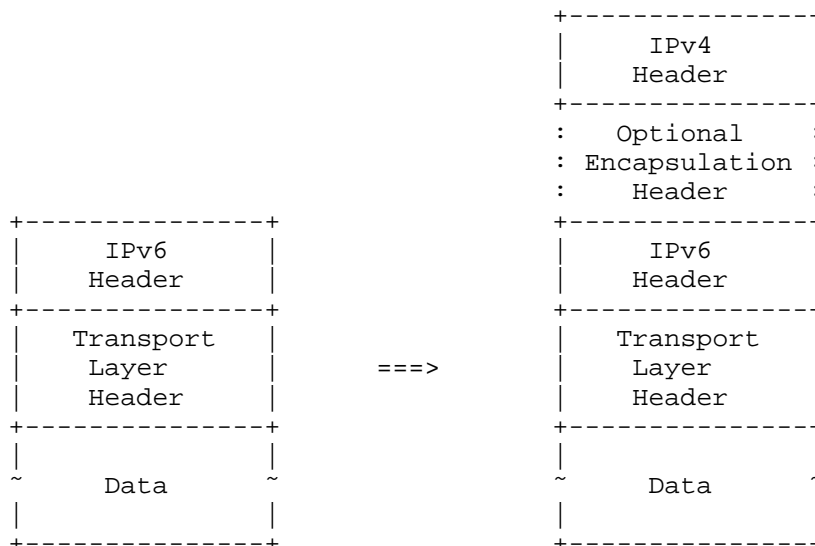 +--------------
| IPv4
| Header
+--------------
: Optional :
: Encapsulation :
: Header :
+---------------+ +--------------
| IPv6 | | IPv6
| Header | | Header
+---------------+ +--------------
| Transport | | Transport
| Layer | ===> | Layer
| Header | | Header
+---------------+ +--------------
| | |
~ Data ~ ~ Data ~
| | |
+---------------+ +--------------